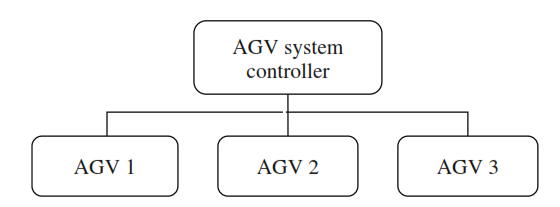 AGV system
controller
AGV 1
AGV 2
AGV 3